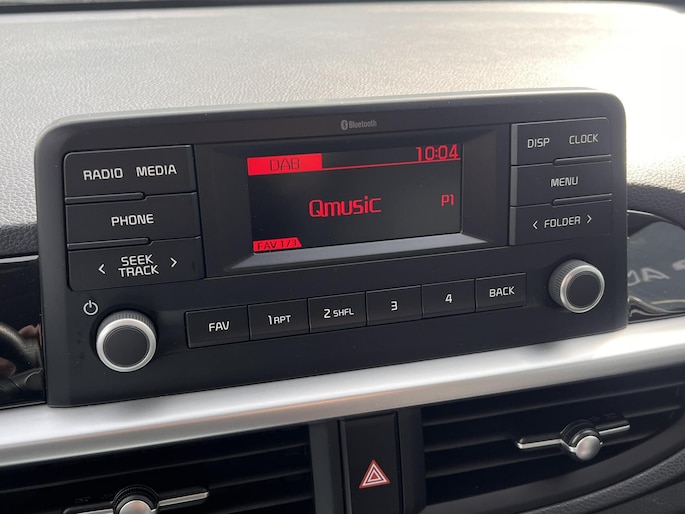 Bluetooth
RADIO MEDIA
PHONE
< SEEK TRACK >
DAB 10:04
Qmusic P1
FAV 1/1
DISP CLOCK
MENU
< FOLDER >
FAV
1 RPT
2 SHFL
3
4
BACK